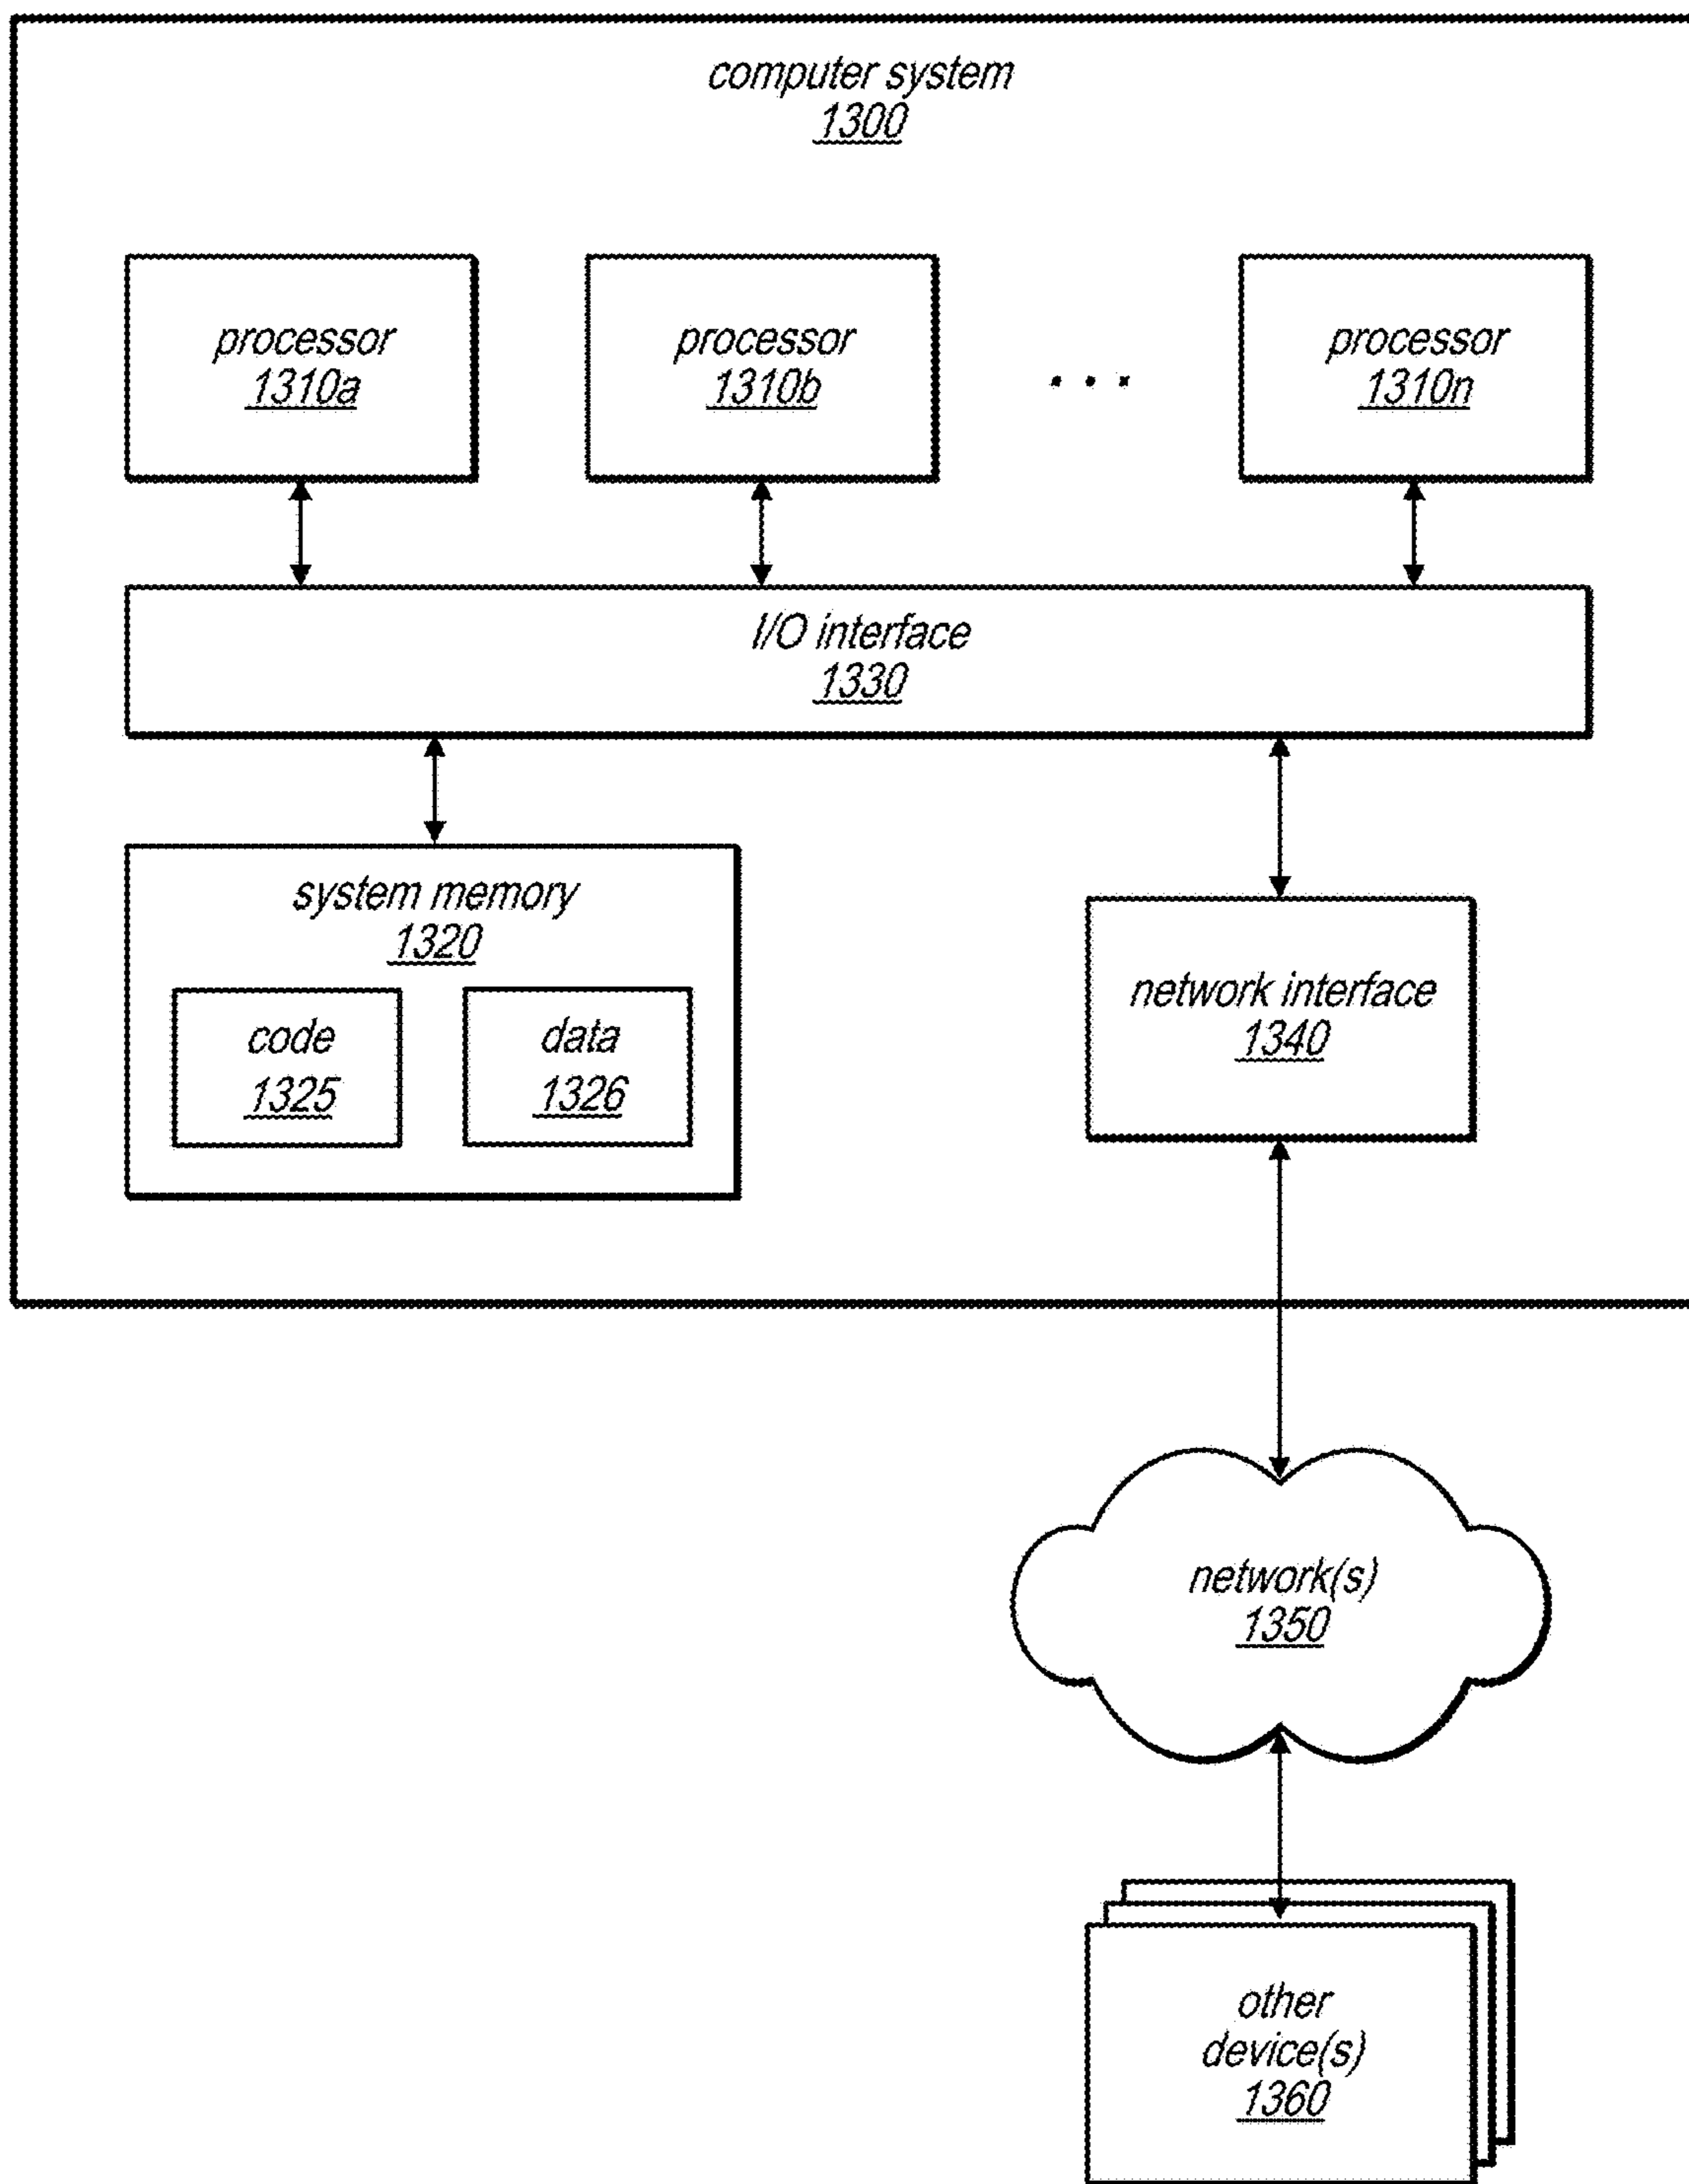 computer system
1300
processor
1310a
processor
1310b
. . .
processor
1310n
I/O interface
1330
system memory
1320
code
1325
data
1326
network interface
1340
network(s)
1350
other
device(s)
1360